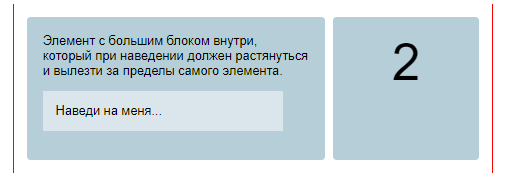 Элемент с большим блоком внутри,
который при наведении должен растянуться
и вылезти за пределы самого элемента.
Наведи на меня...
2